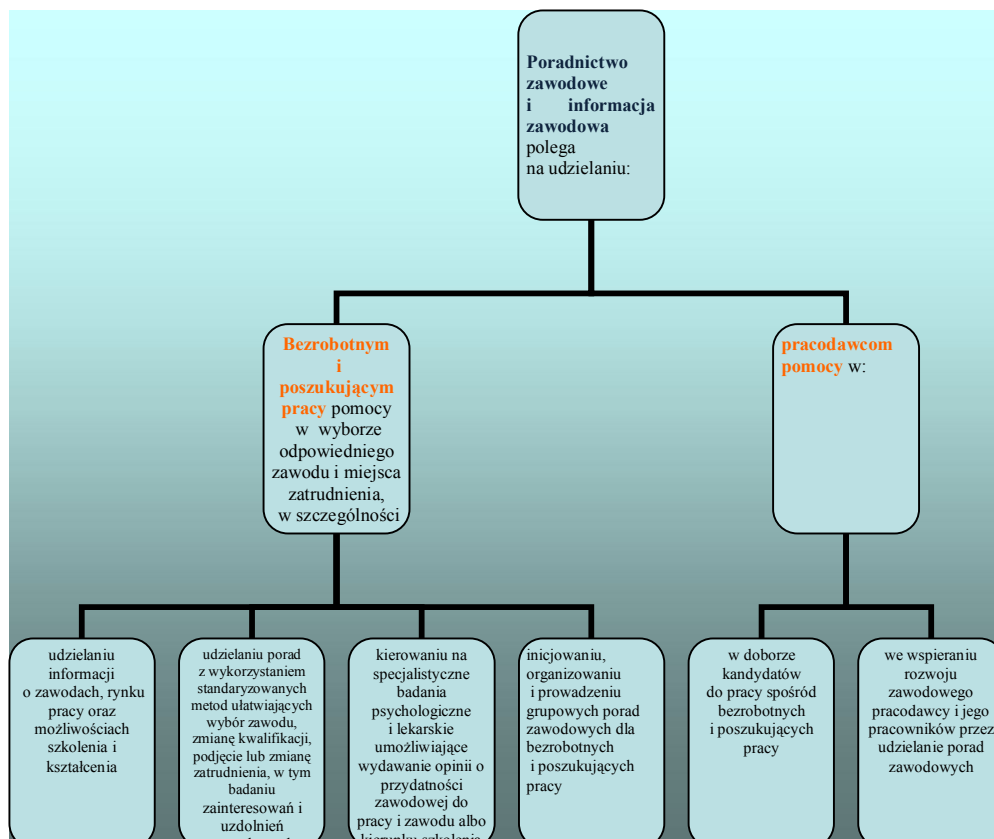 Poradnictwo
zawodowe
i informacja
zawodowa
polega
na udzielaniu:
Bezrobotnym
i
poszukującym
pracy pomocy
w wyborze
odpowiedniego
zawodu i miejsca
zatrudnienia,
w szczególności
pracodawcom
pomocy w:
udzielaniu
informacji
o zawodach, rynku
pracy oraz
możliwościach
szkolenia i
kształcenia
udzielaniu porad
z wykorzystaniem
standaryzowanych
metod ułatwiających
wybór zawodu,
zmianę kwalifikacji,
podjęcie lub zmianę
zatrudnienia, w tym
badaniu
zainteresowań i
uzdolnień
kierowaniu na
specjalistyczne
badania
psychologiczne
i lekarskie
umożliwiające
wydawanie opinii o
przydatności
zawodowej do
pracy i zawodu albo
kierunku szkolenia
inicjowaniu,
organizowaniu
i prowadzeniu
grupowych porad
zawodowych dla
bezrobotnych
i poszukujących
pracy
w doborze
kandydatów
do pracy spośród
bezrobotnych
i poszukujących
pracy
we wspieraniu
rozwoju
zawodowego
pracodawcy i jego
pracowników przez
udzielanie porad
zawodowych